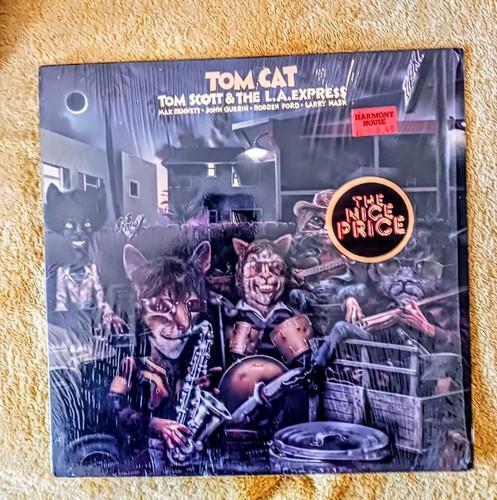 TOM CAT
TOM SCOTT & THE L.A. EXPRESS
MAX BENNETT · JOHN GUERIN · ROBBEN FORD · LARRY NASH
HARMONY
HOUSE
THE
NICE
PRICE